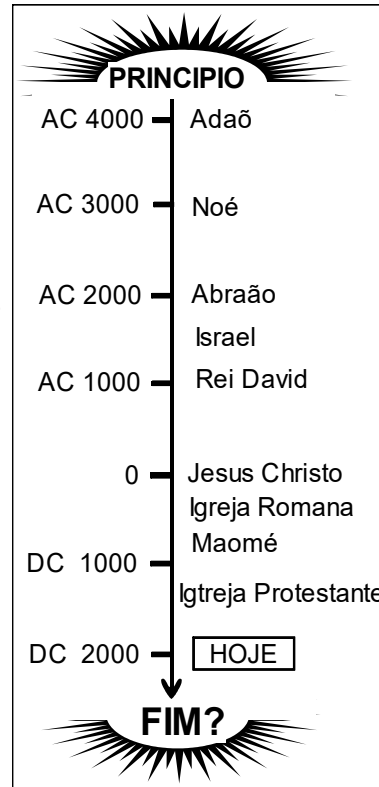 PRINCIPIO
AC 4000 Adaõ
AC 3000 Noé
AC 2000 Abraão
Israel
AC 1000 Rei David
0 Jesus Christo
Igreja Romana
Maomé
DC 1000
Igtreja Protestante
DC 2000 HOJE
FIM?